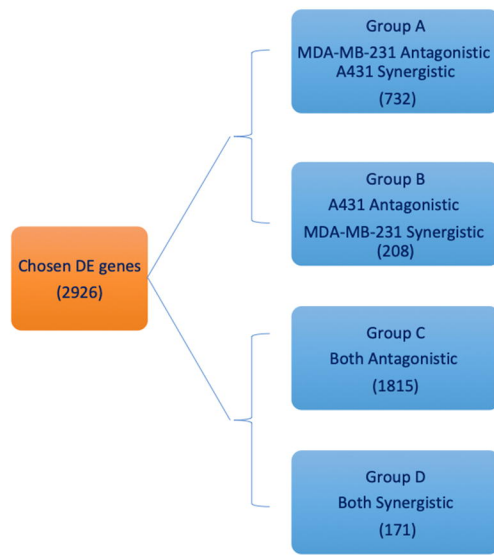 Group A
MDA-MB-231 Antagonistic
A431 Synergistic
(732)
Group B
A431 Antagonistic
MDA-MB-231 Synergistic
(208)
Chosen DE genes
(2926)
Group C
Both Antagonistic
(1815)
Group D
Both Synergistic
(171)